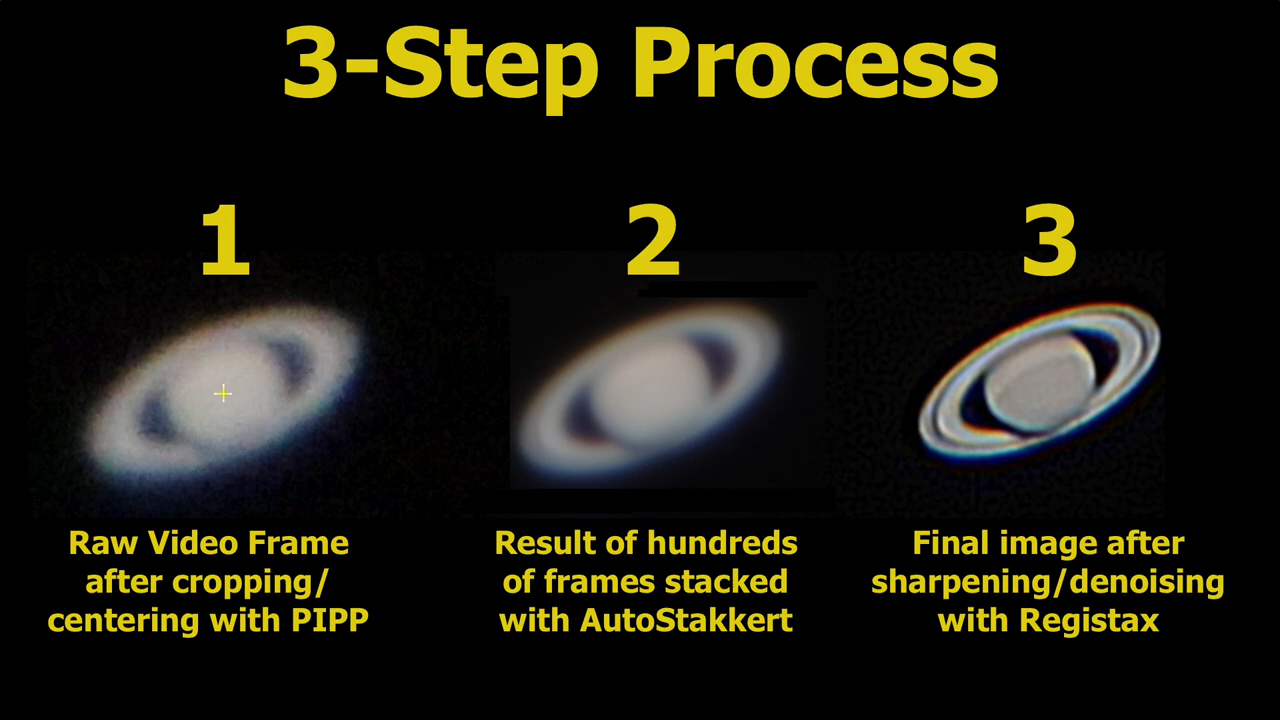 3-Step Process
1
2
3
Raw Video Frame
after cropping/
centering with PIPP
Result of hundreds
of frames stacked
with AutoStakkert
Final image after
sharpening/denoising
with Registax